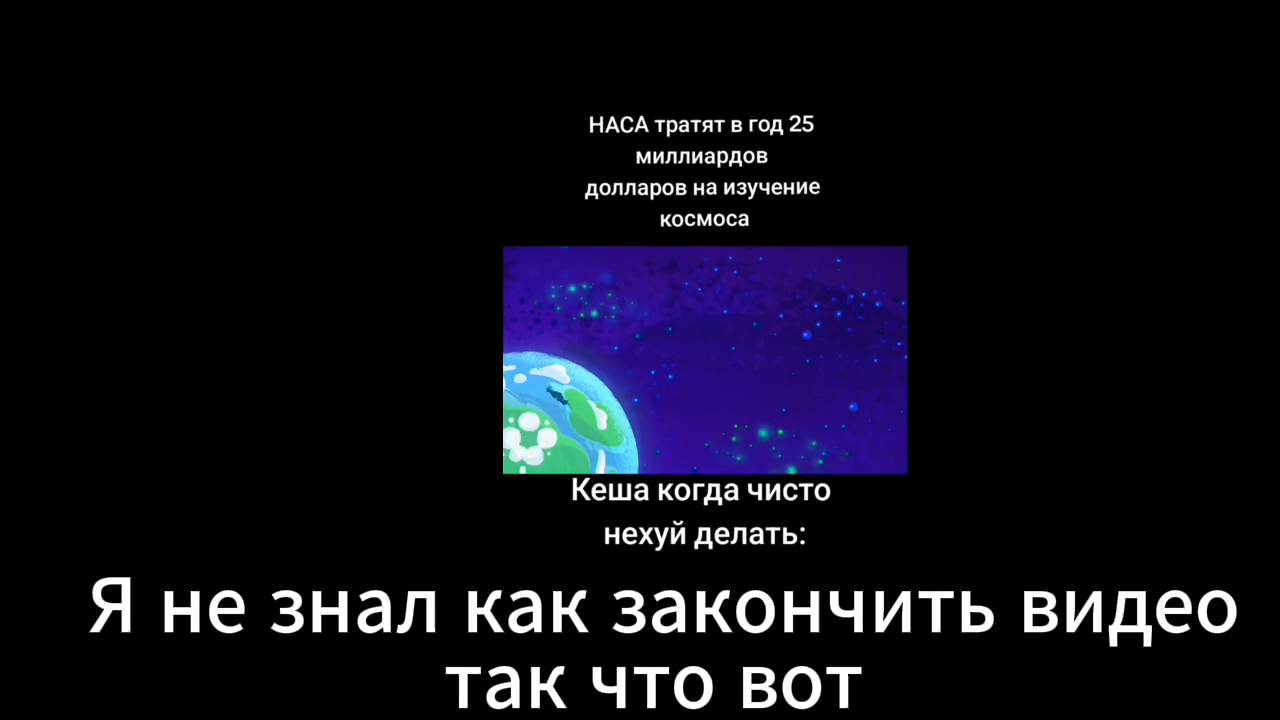 НАСА тратят в год 25
миллиардов
долларов на изучение
космоса
Кеша когда чисто
нехуй делать:
Я не знал как закончить видео
так что вот